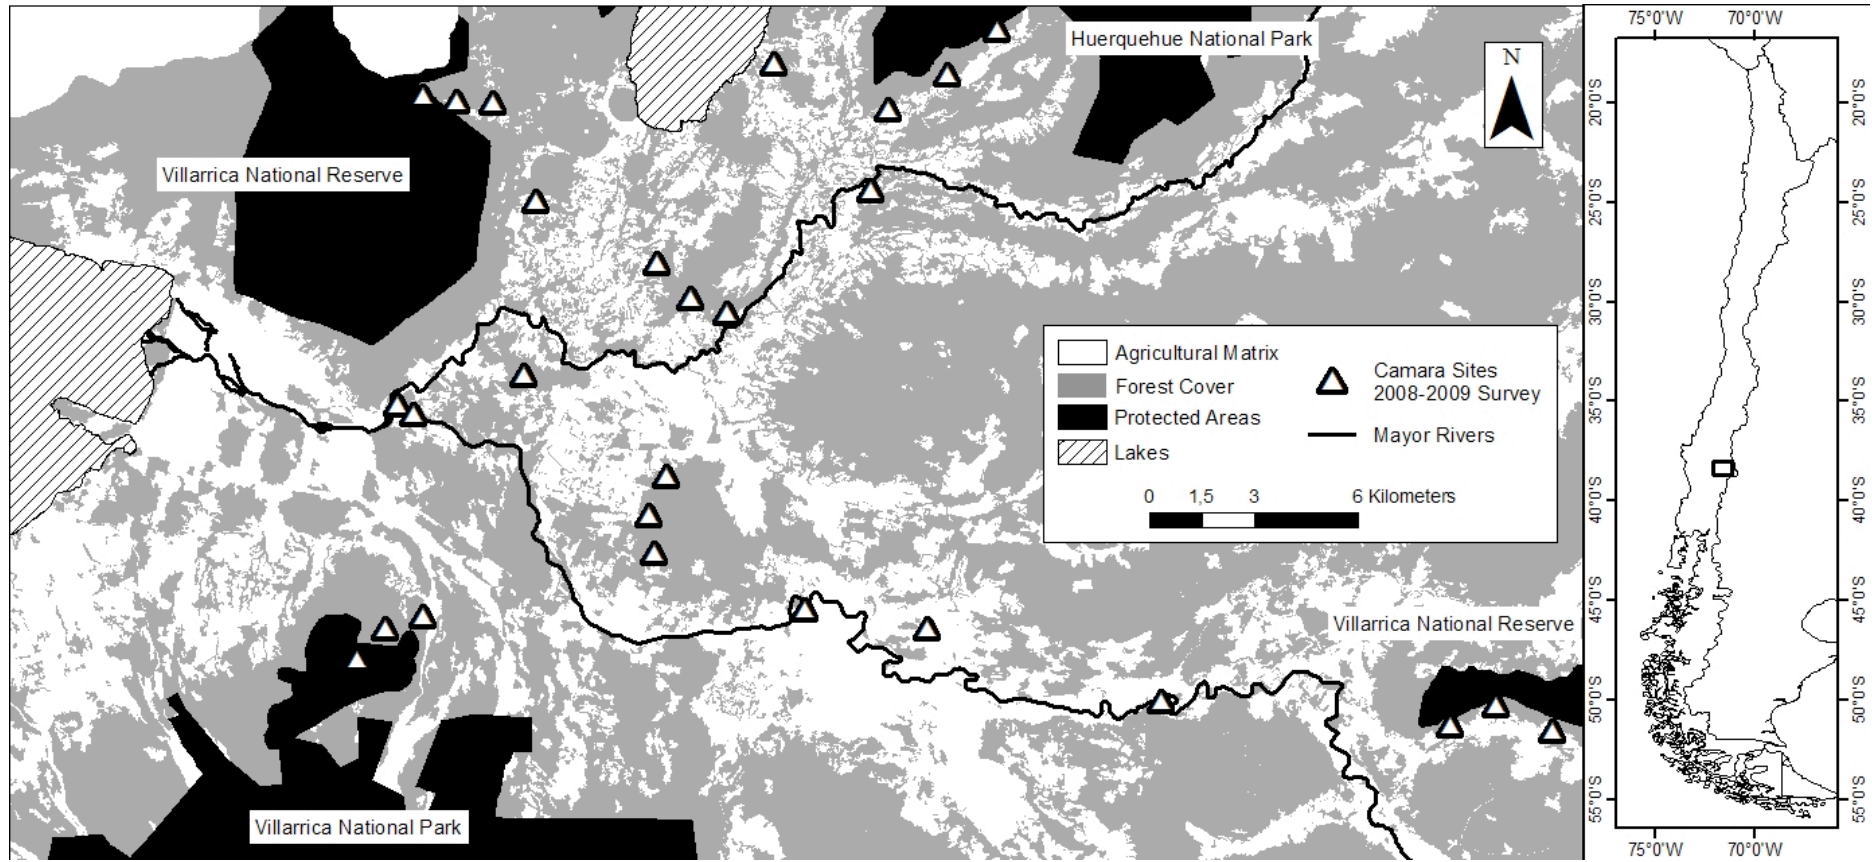 Huerquehue National Park
N
Villarrica National Reserve
Agricultural Matrix
Forest Cover
Protected Areas
Lakes
Camara Sites
2008-2009 Survey
Mayor Rivers
0 1,5 3 6 Kilometers
Villarrica National Reserve
Villarrica National Park
75°0'W 70°0'W
20°0'S 20°0'S
25°0'S 25°0'S
30°0'S 30°0'S
35°0'S 35°0'S
40°0'S 40°0'S
45°0'S 45°0'S
50°0'S 50°0'S
55°0'S 55°0'S
75°0'W 70°0'W